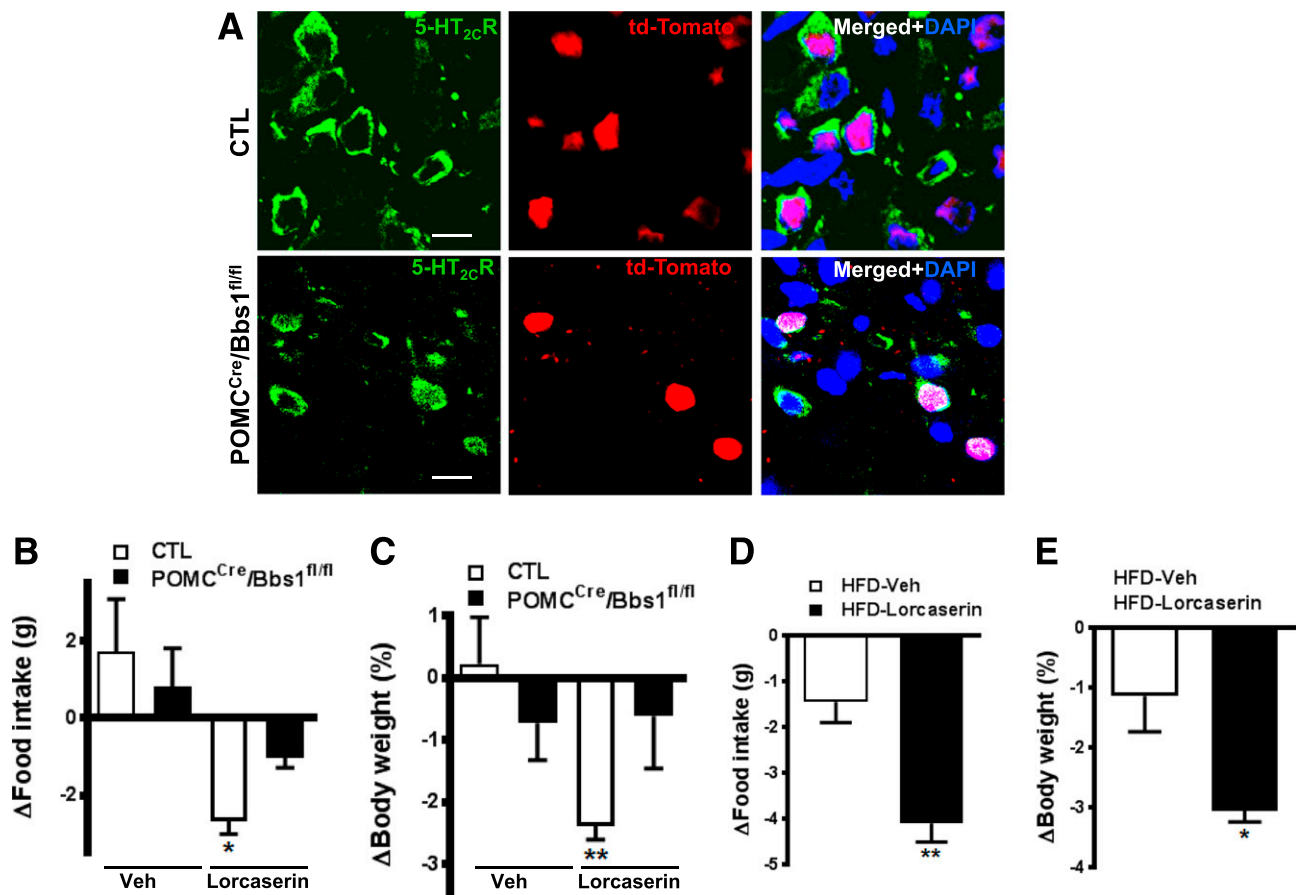 A
5-HT2CR
td-Tomato
Merged+DAPI
CTL
5-HT2CR
td-Tomato
Merged+DAPI
POMCCre/Bbs1fl/fl
B
CTL
POMCCre/Bbs1fl/fl
ΔFood intake (g)
2
0
-2
*
Veh
Lorcaserin
C
CTL
POMCCre/Bbs1fl/fl
ΔBody weight (%)
1
0
-1
-2
-3
**
Veh
Lorcaserin
D
HFD-Veh
HFD-Lorcaserin
ΔFood intake (g)
0
-1
-2
-3
-4
-5
**
E
HFD-Veh
HFD-Lorcaserin
ΔBody weight (%)
0
-1
-2
-3
-4
*